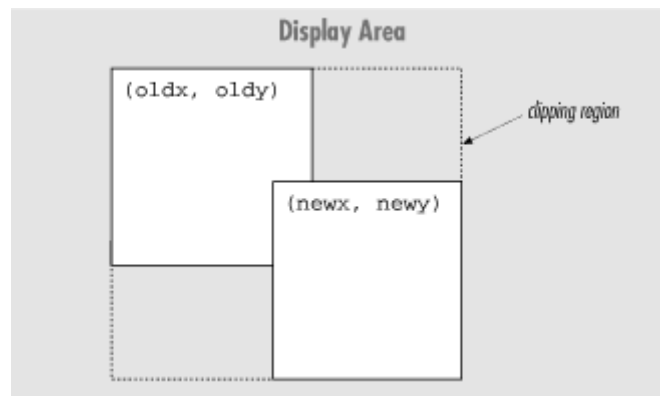 Display Area
(oldx, oldy)
clipping region
(newx, newy)